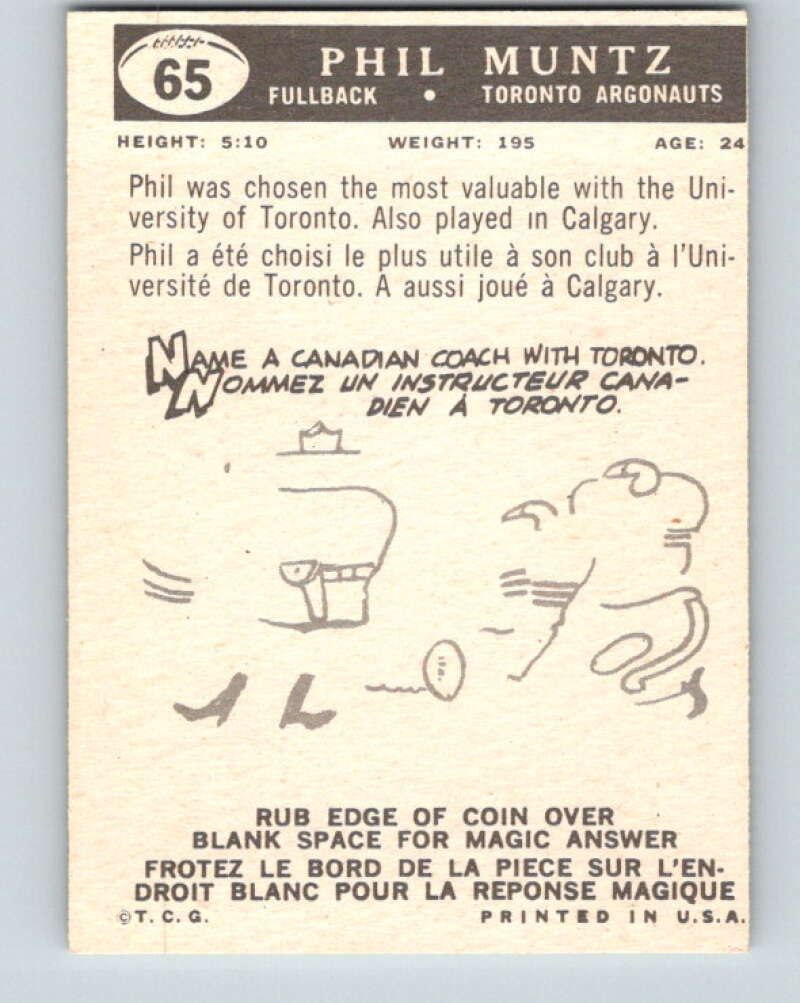 65
PHIL MUNTZ
FULLBACK • TORONTO ARGONAUTS
HEIGHT: 5:10 WEIGHT: 195 AGE: 24
Phil was chosen the most valuable with the Uni-
versity of Toronto. Also played in Calgary.
Phil a été choisi le plus utile à son club à l'Uni-
versité de Toronto. A aussi joué à Calgary.
NAME A CANADIAN COACH WITH TORONTO.
NOMMEZ UN INSTRUCTEUR CANA-
DIEN À TORONTO.
RUB EDGE OF COIN OVER
BLANK SPACE FOR MAGIC ANSWER
FROTEZ LE BORD DE LA PIECE SUR L'EN-
DROIT BLANC POUR LA REPONSE MAGIQUE
©T. C. G. PRINTED IN U.S.A.